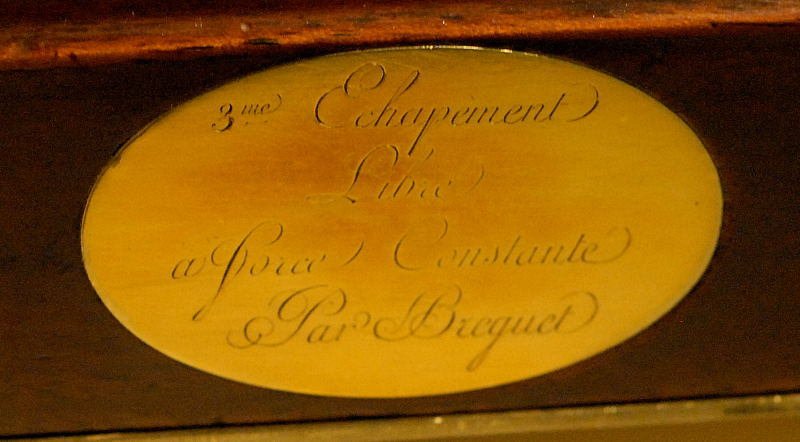 3me Echapement
Libre
à force Constante
Par Breguet